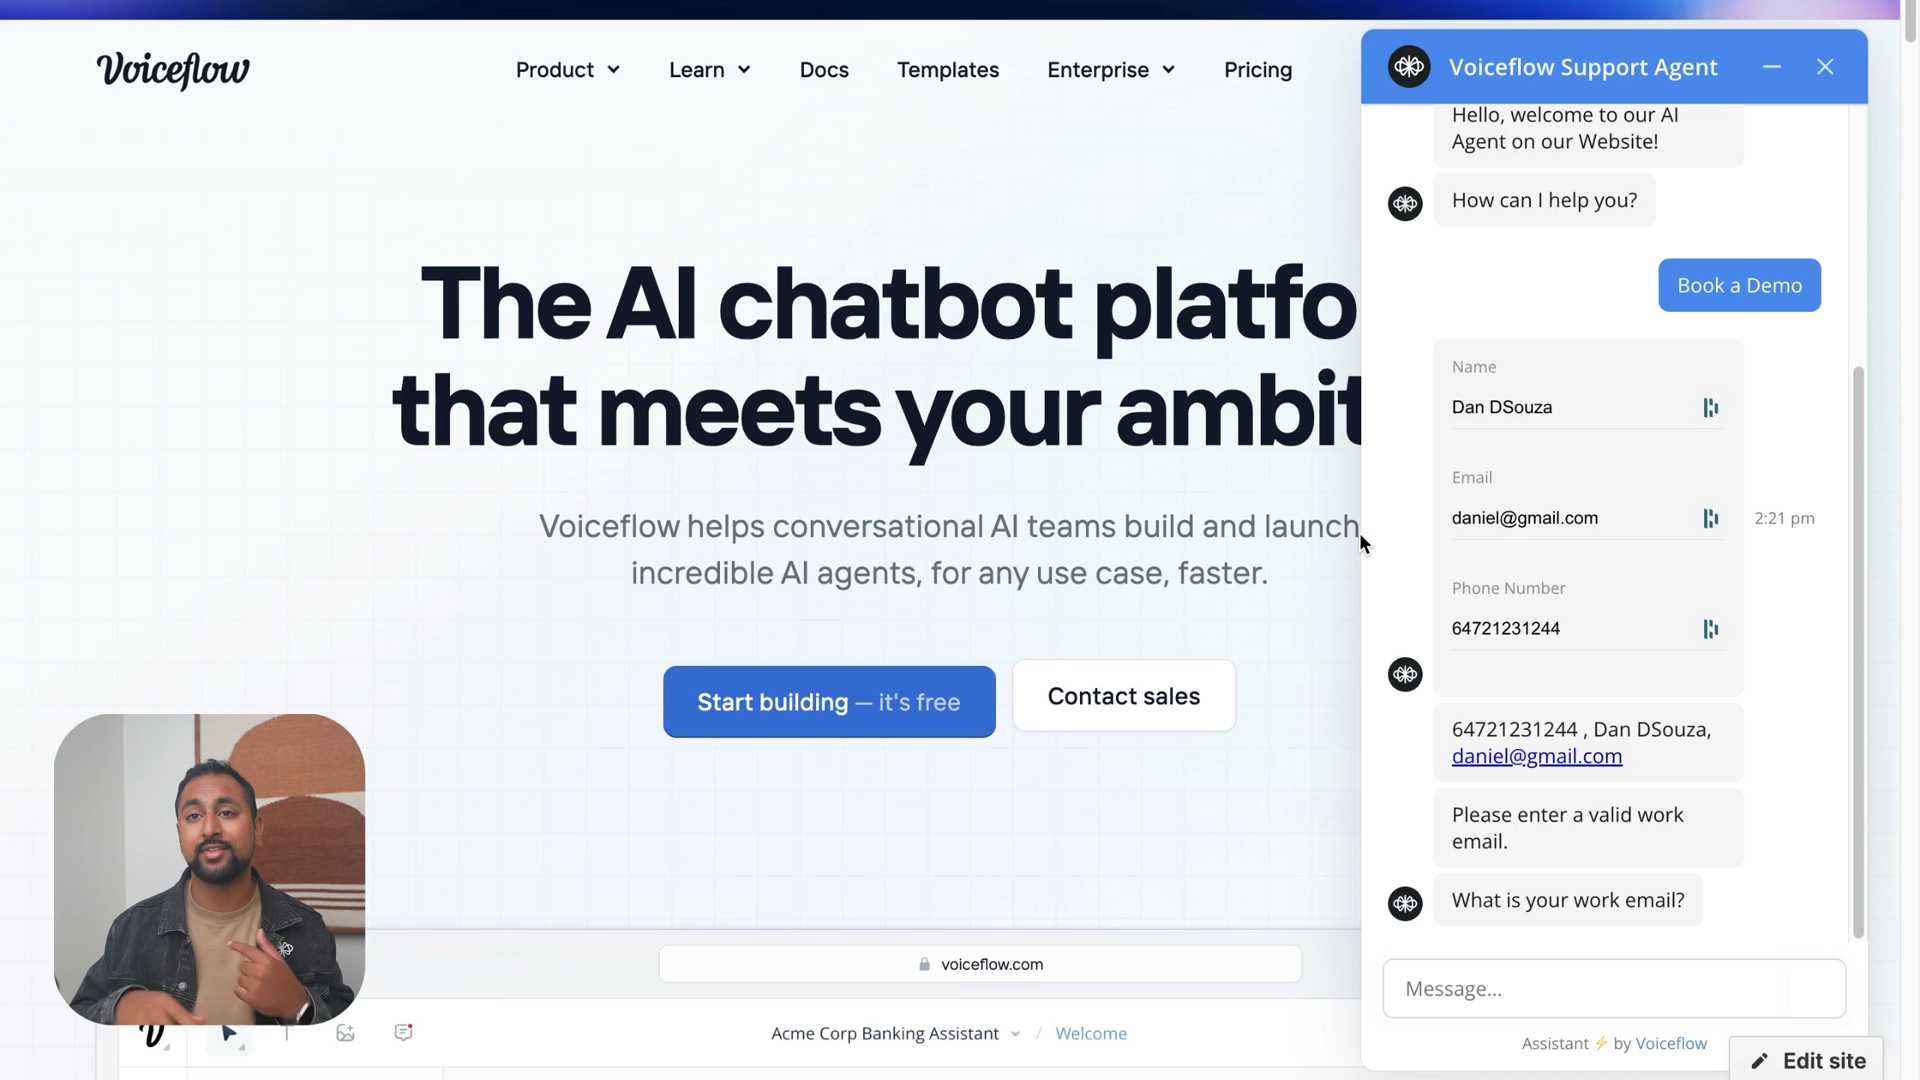 Voiceflow
Product
Learn
Docs
Templates
Enterprise
Pricing
The AI chatbot platfo
that meets your ambit
Voiceflow helps conversational AI teams build and launch
incredible AI agents, for any use case, faster.
Start building — it's free
Contact sales
voiceflow.com
Acme Corp Banking Assistant / Welcome
Voiceflow Support Agent
Hello, welcome to our AI
Agent on our Website!
How can I help you?
Book a Demo
Name
Dan DSouza
Email
daniel@gmail.com
2:21 pm
Phone Number
64721231244
64721231244 , Dan DSouza,
daniel@gmail.com
Please enter a valid work
email.
What is your work email?
Message...
Assistant ⚡ by Voiceflow
Edit site